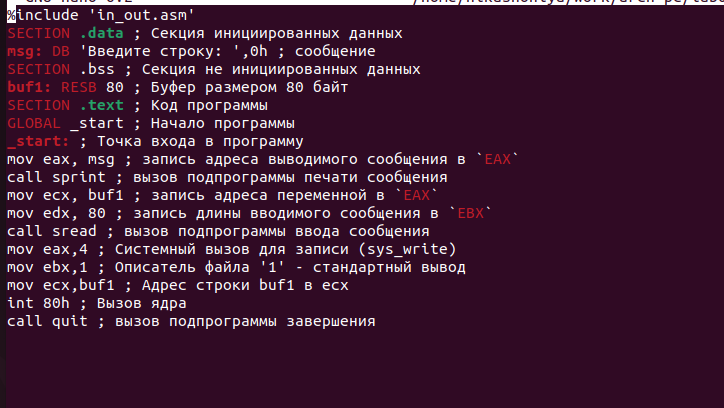 %include 'in_out.asm'
SECTION .data ; Секция инициированных данных
msg: DB 'Введите строку: ',0h ; сообщение
SECTION .bss ; Секция не инициированных данных
buf1: RESB 80 ; Буфер размером 80 байт
SECTION .text ; Код программы
GLOBAL _start ; Начало программы
_start: ; Точка входа в программу
mov eax, msg ; запись адреса выводимого сообщения в `EAX`
call sprint ; вызов подпрограммы печати сообщения
mov ecx, buf1 ; запись адреса переменной в `EAX`
mov edx, 80 ; запись длины вводимого сообщения в `EBX`
call sread ; вызов подпрограммы ввода сообщения
mov eax,4 ; Системный вызов для записи (sys_write)
mov ebx,1 ; Описатель файла '1' - стандартный вывод
mov ecx,buf1 ; Адрес строки buf1 в ecx
int 80h ; Вызов ядра
call quit ; вызов подпрограммы завершения